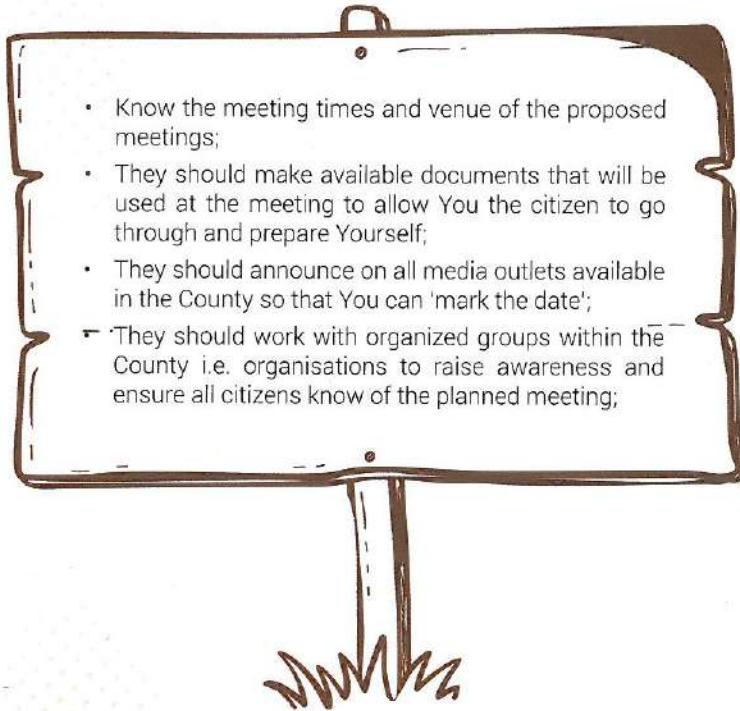 • Know the meeting times and venue of the proposed
meetings;
• They should make available documents that will be
used at the meeting to allow You the citizen to go
through and prepare Yourself;
• They should announce on all media outlets available
in the County so that You can 'mark the date';
• They should work with organized groups within the
County i.e. organisations to raise awareness and
ensure all citizens know of the planned meeting;